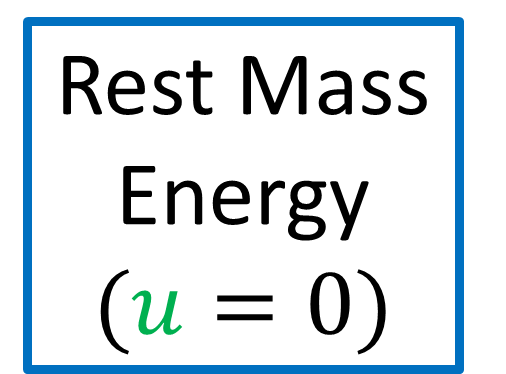 Rest Mass
Energy
(u = 0)